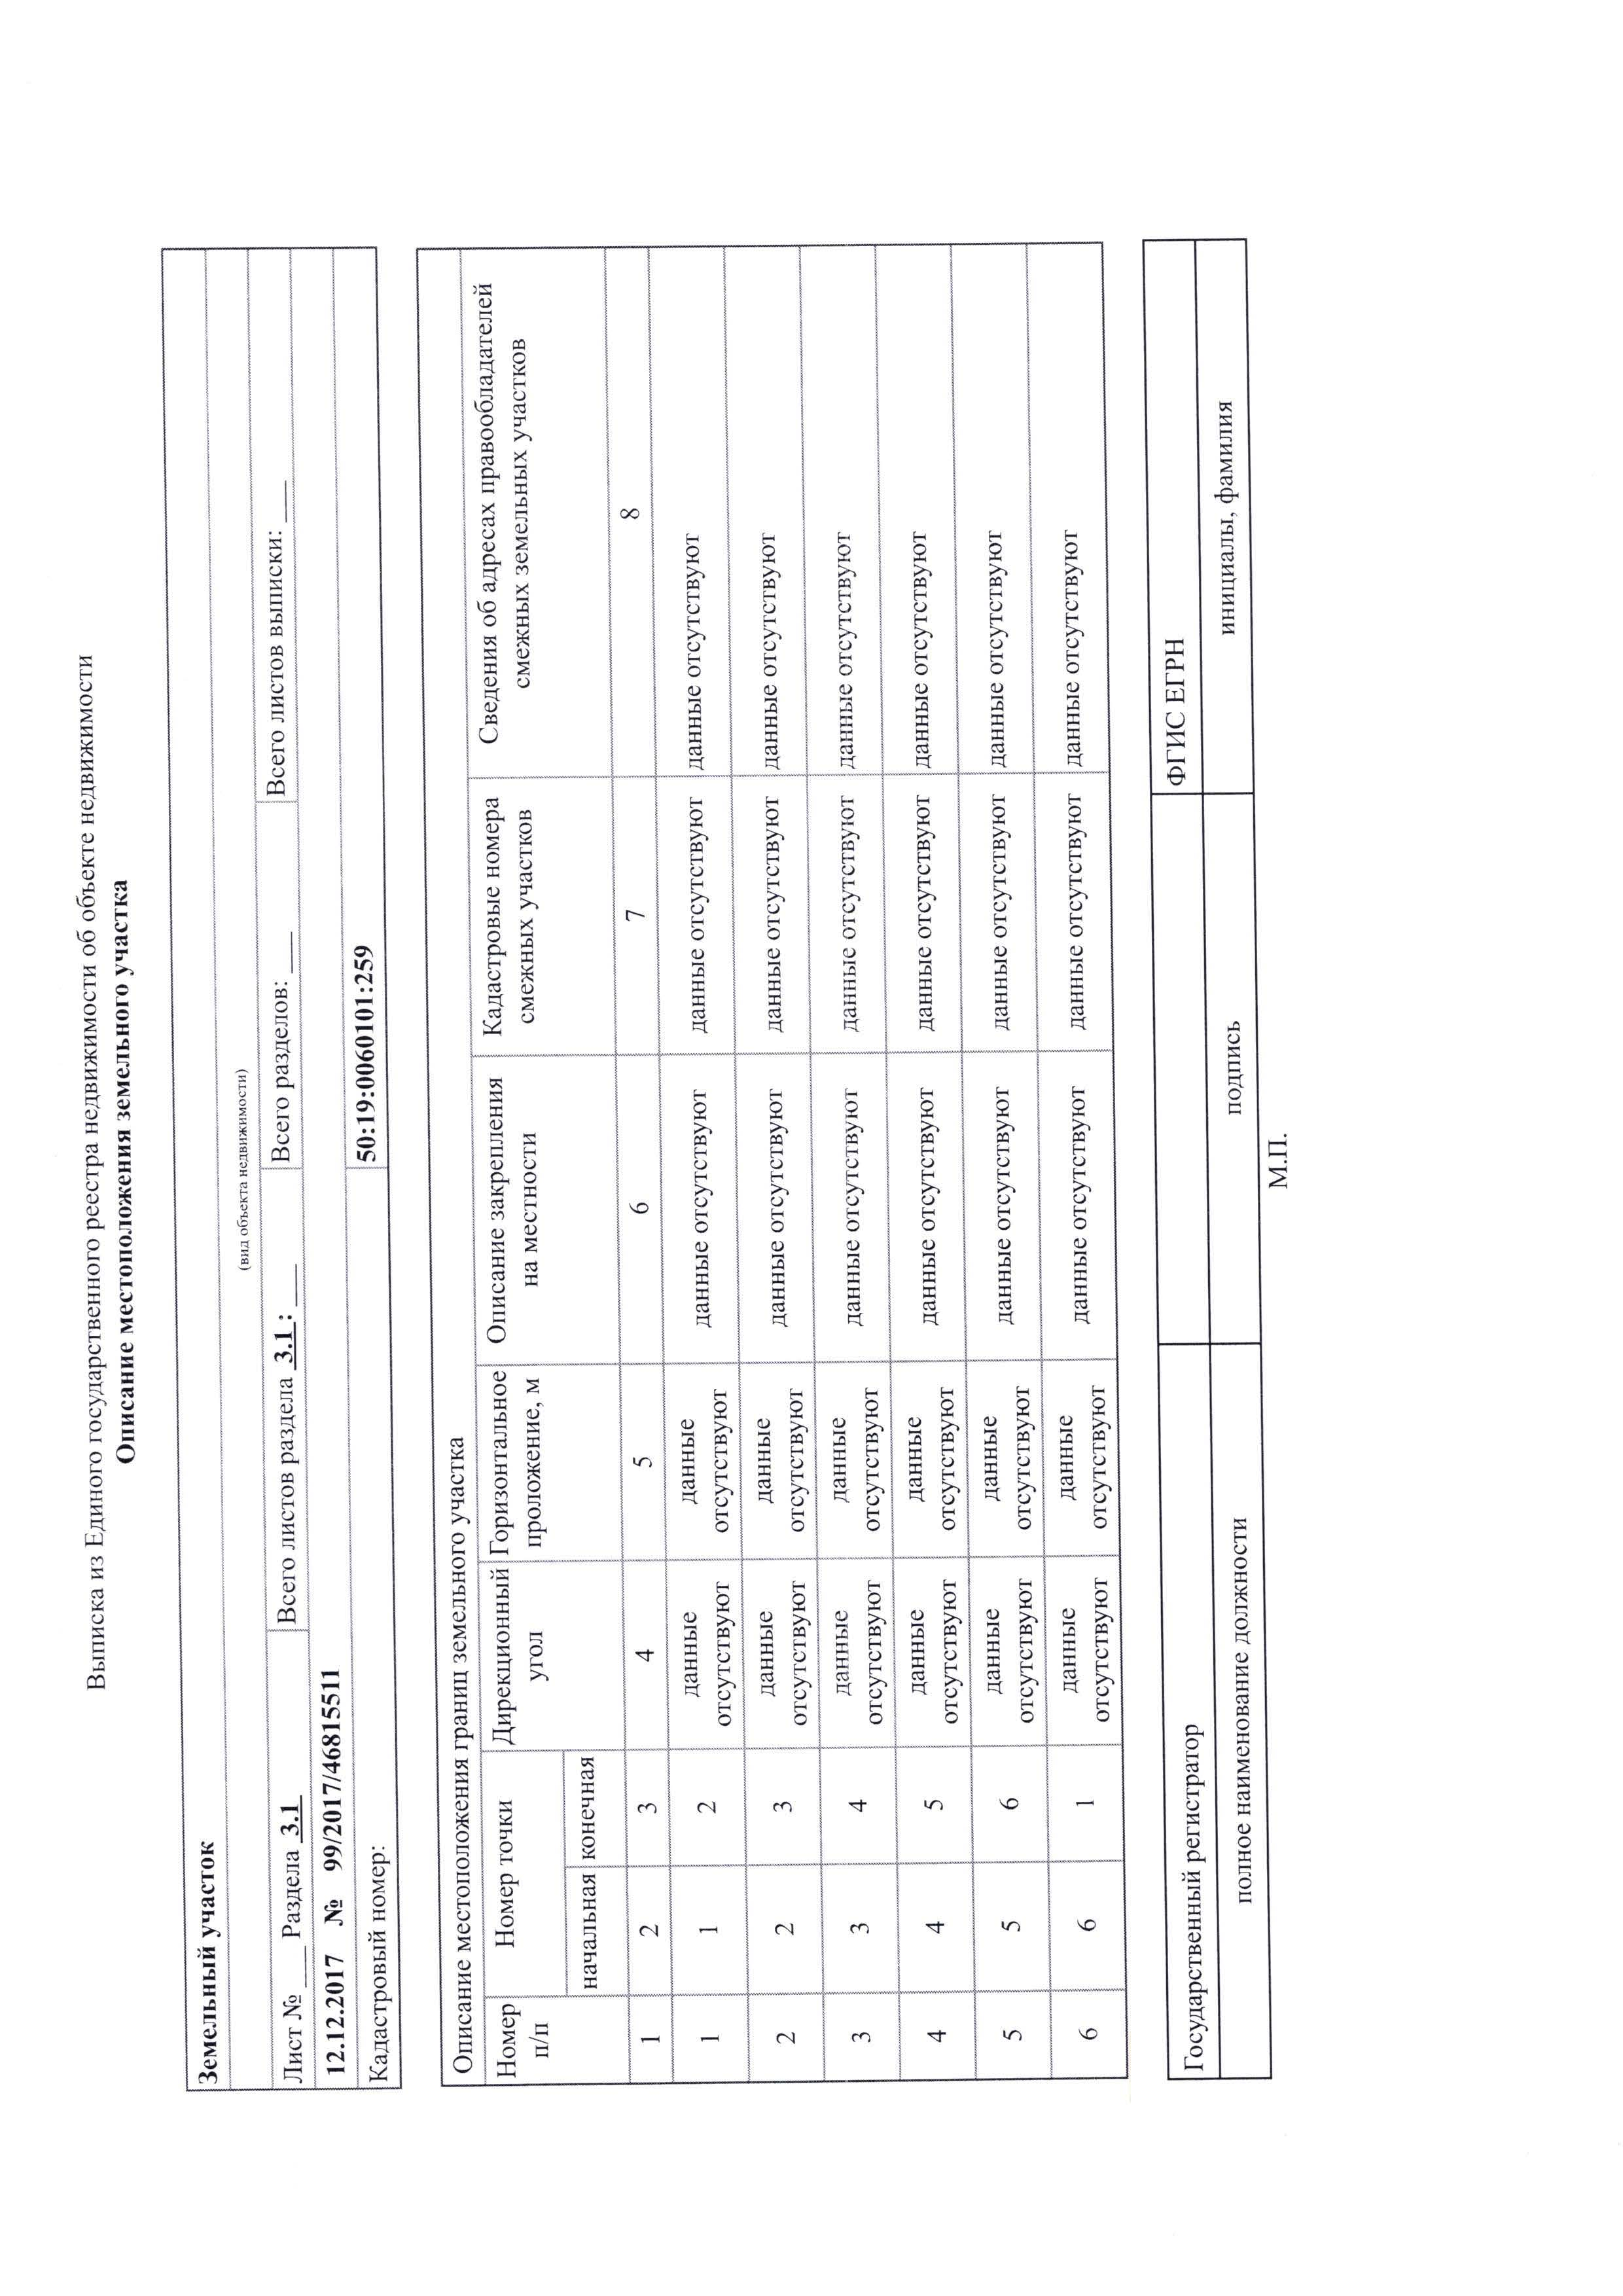 Выписка из Единого государственного реестра недвижимости об объекте недвижимости
Описание местоположения земельного участка
Земельный участок
(вид объекта недвижимости)
Лист № ___ Раздела 3.1 Всего листов раздела 3.1 : ___ Всего разделов: ___ Всего листов выписки: ___
12.12.2017 № 99/2017/46815511
Кадастровый номер: 50:19:0060101:259
Описание местоположения границ земельного участка
Номер п/п Номер точки Дирекционный угол Горизонтальное проложение, м Описание закрепления на местности Кадастровые номера смежных участков Сведения об адресах правообладателей смежных земельных участков
начальная конечная
1 2 3 4 5 6 7 8
1 1 2 данные отсутствуют данные отсутствуют данные отсутствуют данные отсутствуют данные отсутствуют
2 2 3 данные отсутствуют данные отсутствуют данные отсутствуют данные отсутствуют данные отсутствуют
3 3 4 данные отсутствуют данные отсутствуют данные отсутствуют данные отсутствуют данные отсутствуют
4 4 5 данные отсутствуют данные отсутствуют данные отсутствуют данные отсутствуют данные отсутствуют
5 5 6 данные отсутствуют данные отсутствуют данные отсутствуют данные отсутствуют данные отсутствуют
6 6 1 данные отсутствуют данные отсутствуют данные отсутствуют данные отсутствуют данные отсутствуют
Государственный регистратор ФГИС ЕГРН
полное наименование должности подпись инициалы, фамилия
М.П.